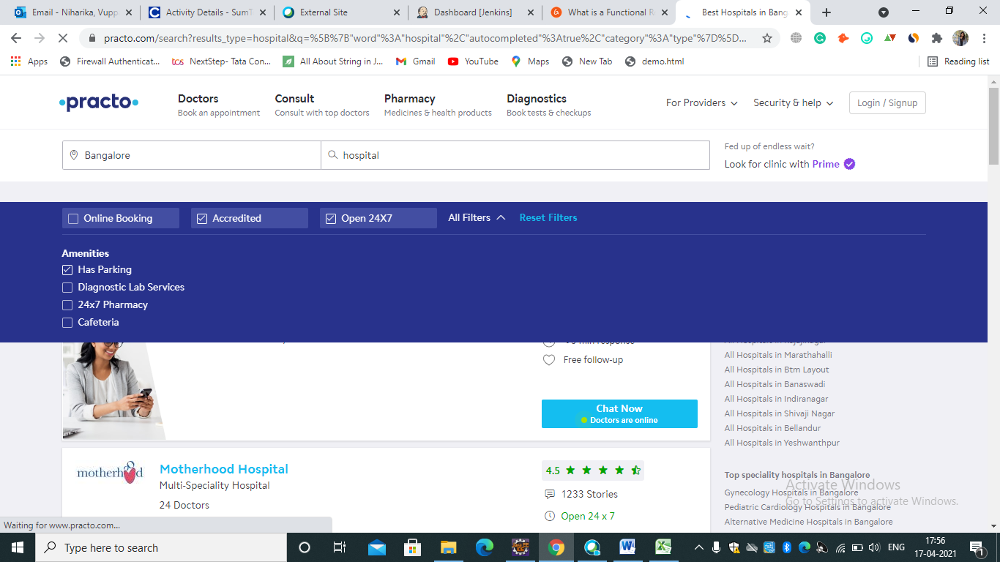 Email - Niharika, Vupp
Activity Details - SumT
External Site
Dashboard [Jenkins]
What is a Functional R
Best Hospitals in Bang
practo.com/search?results_type=hospital&q=%5B%7B"word"%3A"hospital"%2C"autocompleted"%3Atrue%2C"category"%3A"type"%7D%5D...
Apps
Firewall Authenticat...
tcs NextStep- Tata Con...
All About String in J...
Gmail
YouTube
Maps
New Tab
demo.html
Reading list
practo
Doctors
Book an appointment
Consult
Consult with top doctors
Pharmacy
Medicines & health products
Diagnostics
Book tests & checkups
For Providers
Security & help
Login / Signup
Bangalore
hospital
Fed up of endless wait?
Look for clinic with Prime
Online Booking
Accredited
Open 24X7
All Filters
Reset Filters
Amenities
Has Parking
Diagnostic Lab Services
24x7 Pharmacy
Cafeteria
Free follow-up
Chat Now
Doctors are online
All Hospitals in Marathahalli
All Hospitals in Btm Layout
All Hospitals in Banaswadi
All Hospitals in Indiranagar
All Hospitals in Shivaji Nagar
All Hospitals in Bellandur
All Hospitals in Yeshwanthpur
motherhood
Motherhood Hospital
Multi-Speciality Hospital
24 Doctors
4.5
1233 Stories
Open 24 x 7
Top speciality hospitals in Bangalore
Gynecology Hospitals in Bangalore
Pediatric Cardiology Hospitals in Bangalore
Alternative Medicine Hospitals in Bangalore
Activate Windows
Go to Settings to activate Windows.
Waiting for www.practo.com...
Type here to search
JAVA EE
IDE
ENG
17:56
17-04-2021
1